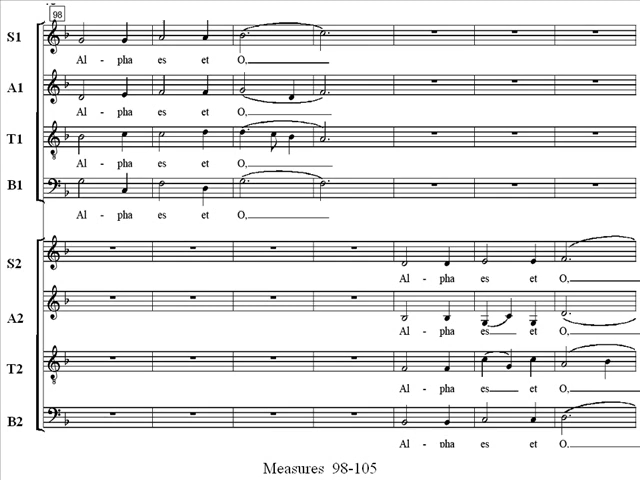 98
S1
Al - pha es et O,
A1
Al - pha es et O,
T1
Al - pha es et O,
B1
Al - pha es et O,
S2
Al - pha es et O,
A2
Al - pha es et O,
T2
Al - pha es et O,
B2
Al - pha es et O,
Measures 98-105